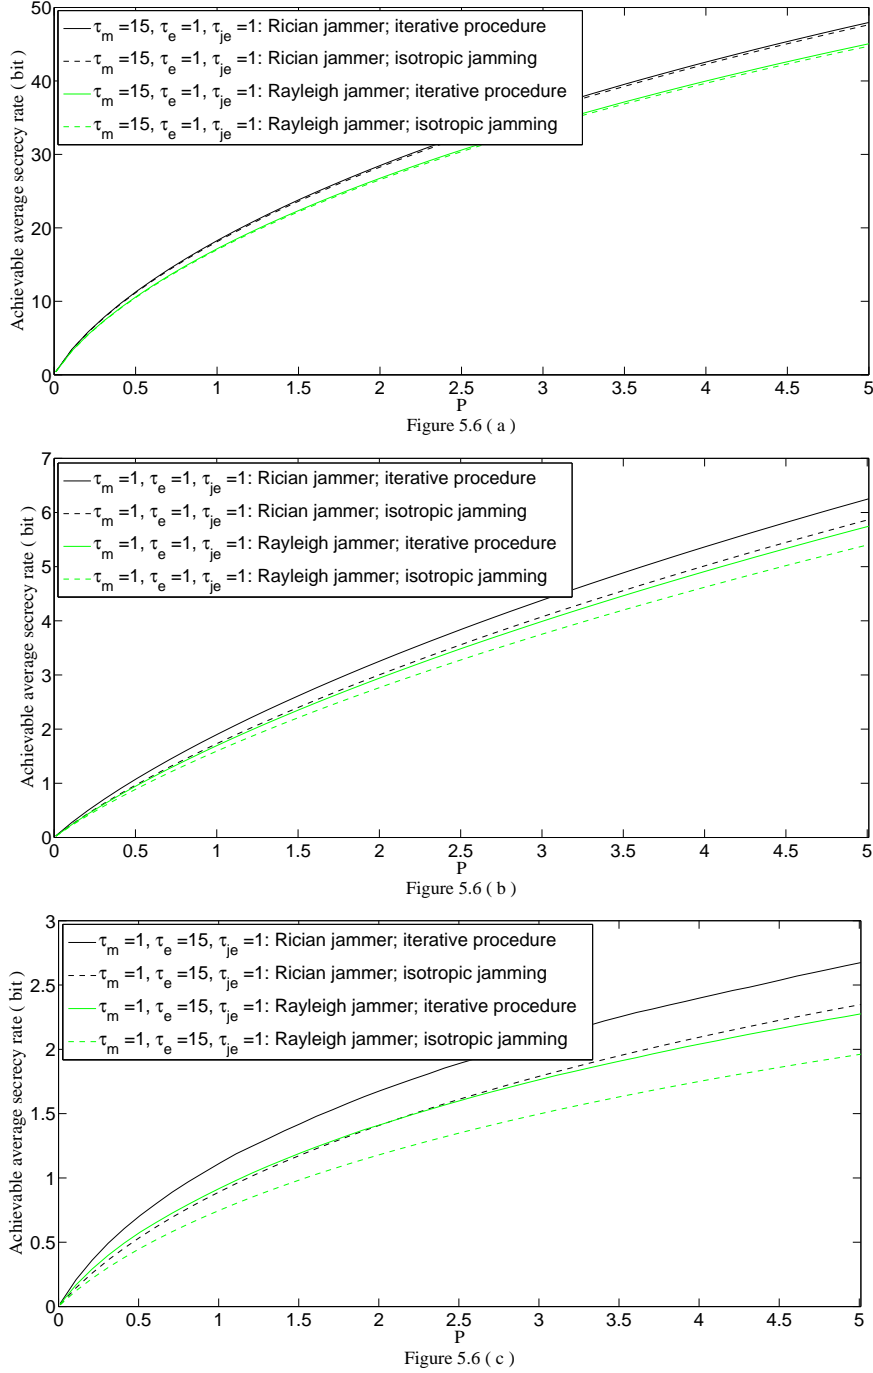 50
40
30
20
10
0
Achievable average secrecy rate ( bit )
τm =15, τe =1, τje =1: Rician jammer; iterative procedure
τm =15, τe =1, τje =1: Rician jammer; isotropic jamming
τm =15, τe =1, τje =1: Rayleigh jammer; iterative procedure
τm =15, τe =1, τje =1: Rayleigh jammer; isotropic jamming
0 0.5 1 1.5 2 2.5 3 3.5 4 4.5 5
P
Figure 5.6 ( a )
7
6
5
4
3
2
1
0
Achievable average secrecy rate ( bit )
τm =1, τe =1, τje =1: Rician jammer; iterative procedure
τm =1, τe =1, τje =1: Rician jammer; isotropic jamming
τm =1, τe =1, τje =1: Rayleigh jammer; iterative procedure
τm =1, τe =1, τje =1: Rayleigh jammer; isotropic jamming
0 0.5 1 1.5 2 2.5 3 3.5 4 4.5 5
P
Figure 5.6 ( b )
3
2.5
2
1.5
1
0.5
0
Achievable average secrecy rate ( bit )
τm =1, τe =15, τje =1: Rician jammer; iterative procedure
τm =1, τe =15, τje =1: Rician jammer; isotropic jamming
τm =1, τe =15, τje =1: Rayleigh jammer; iterative procedure
τm =1, τe =15, τje =1: Rayleigh jammer; isotropic jamming
0 0.5 1 1.5 2 2.5 3 3.5 4 4.5 5
P
Figure 5.6 ( c )